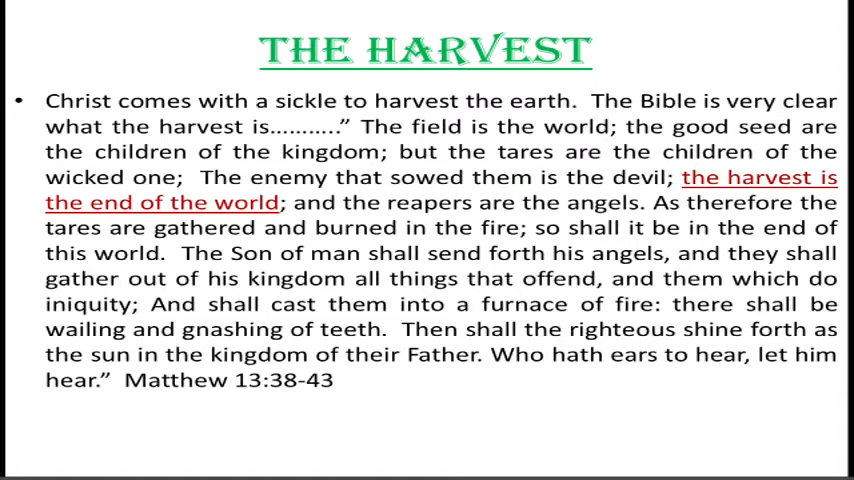 THE HARVEST
• Christ comes with a sickle to harvest the earth. The Bible is very clear
what the harvest is...........” The field is the world; the good seed are
the children of the kingdom; but the tares are the children of the
wicked one; The enemy that sowed them is the devil; the harvest is
the end of the world; and the reapers are the angels. As therefore the
tares are gathered and burned in the fire; so shall it be in the end of
this world. The Son of man shall send forth his angels, and they shall
gather out of his kingdom all things that offend, and them which do
iniquity; And shall cast them into a furnace of fire: there shall be
wailing and gnashing of teeth. Then shall the righteous shine forth as
the sun in the kingdom of their Father. Who hath ears to hear, let him
hear.” Matthew 13:38-43